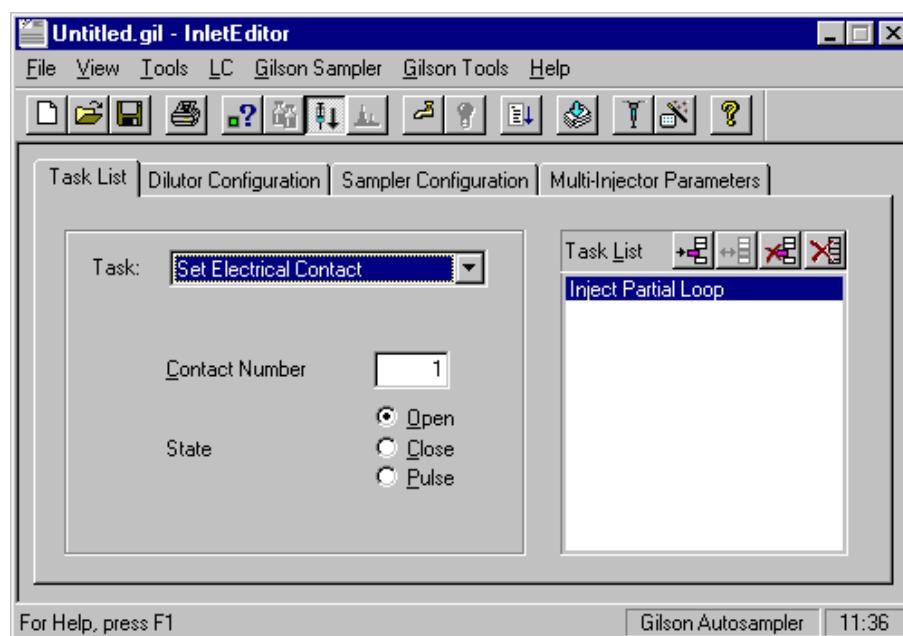 Untitled.gil - InletEditor
File View Tools LC Gilson Sampler Gilson Tools Help
Task List Dilutor Configuration Sampler Configuration Multi-Injector Parameters
Task: Set Electrical Contact
Task List
Inject Partial Loop
Contact Number 1
Open
State Close
Pulse
For Help, press F1 Gilson Autosampler 11:36